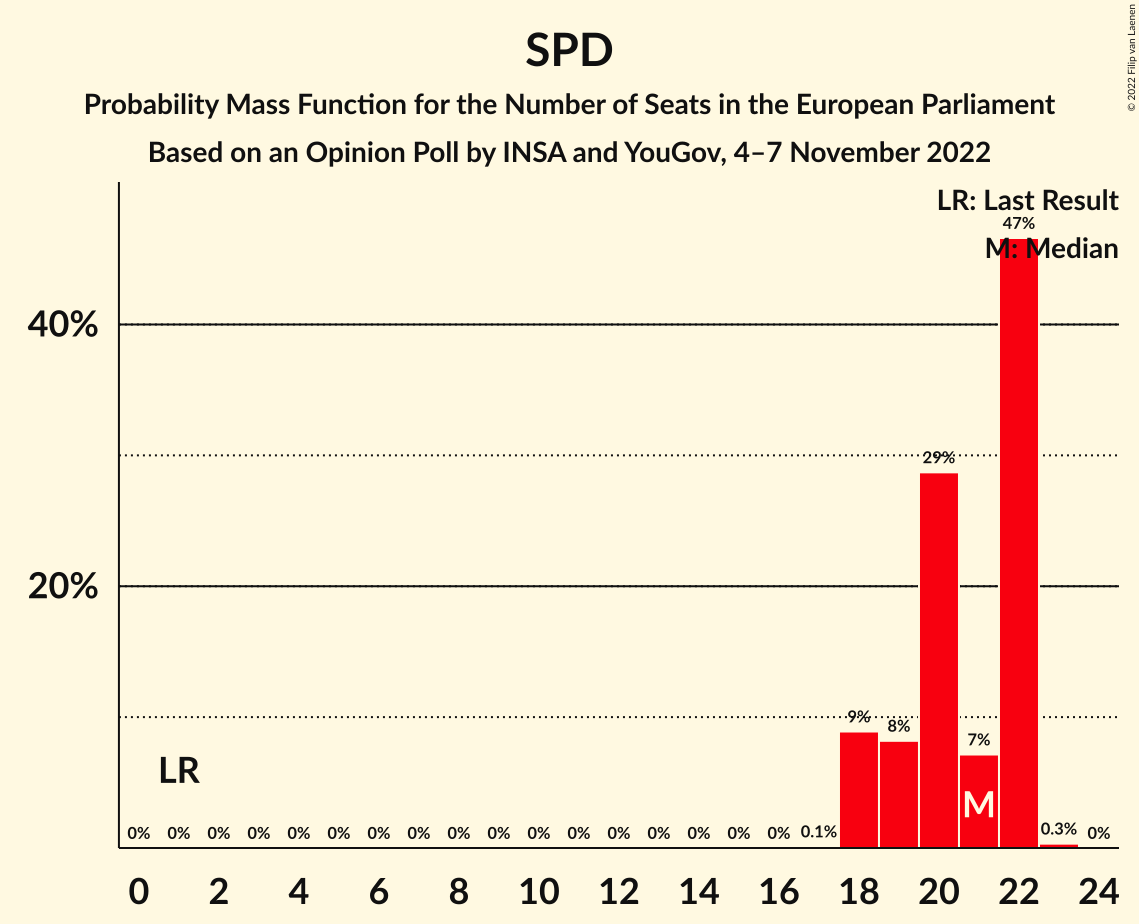 © 2022 Filip van Laenen
SPD
Probability Mass Function for the Number of Seats in the European Parliament
Based on an Opinion Poll by INSA and YouGov, 4–7 November 2022
LR: Last Result
47%
M: Median
40%
29%
20%
9%
8%
7%
LR
M
0% 0% 0% 0% 0% 0% 0% 0% 0% 0% 0% 0% 0% 0% 0% 0% 0% 0.1% 0.3% 0%
0 2 4 6 8 10 12 14 16 18 20 22 24